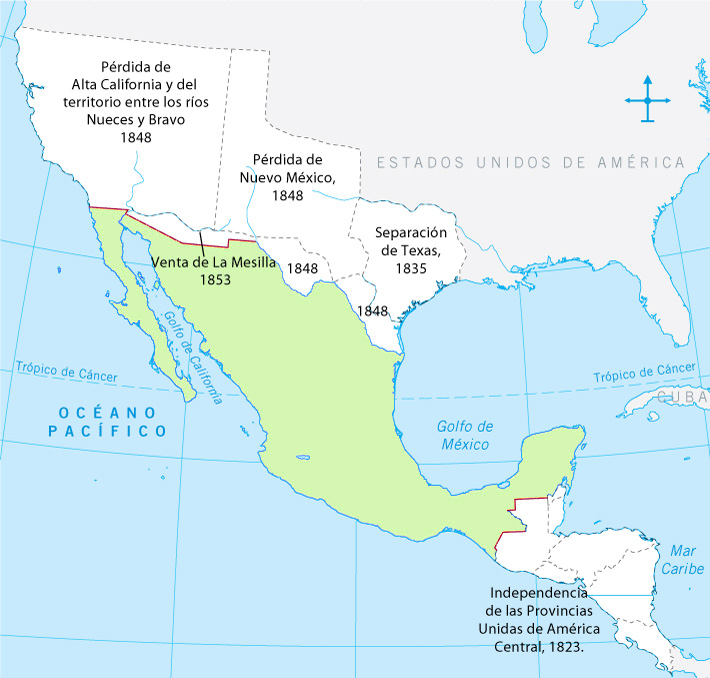 Pérdida de
Alta California y del
territorio entre los ríos
Nueces y Bravo
1848
Pérdida de
Nuevo México,
1848
ESTADOS UNIDOS DE AMÉRICA
Separación
de Texas,
1835
Venta de La Mesilla
1853
1848
1848
Golfo de California
Trópico de Cáncer
Trópico de Cáncer
CUBA
OCÉANO
PACÍFICO
Golfo de
México
Mar
Caribe
Independencia
de las Provincias
Unidas de América
Central, 1823.